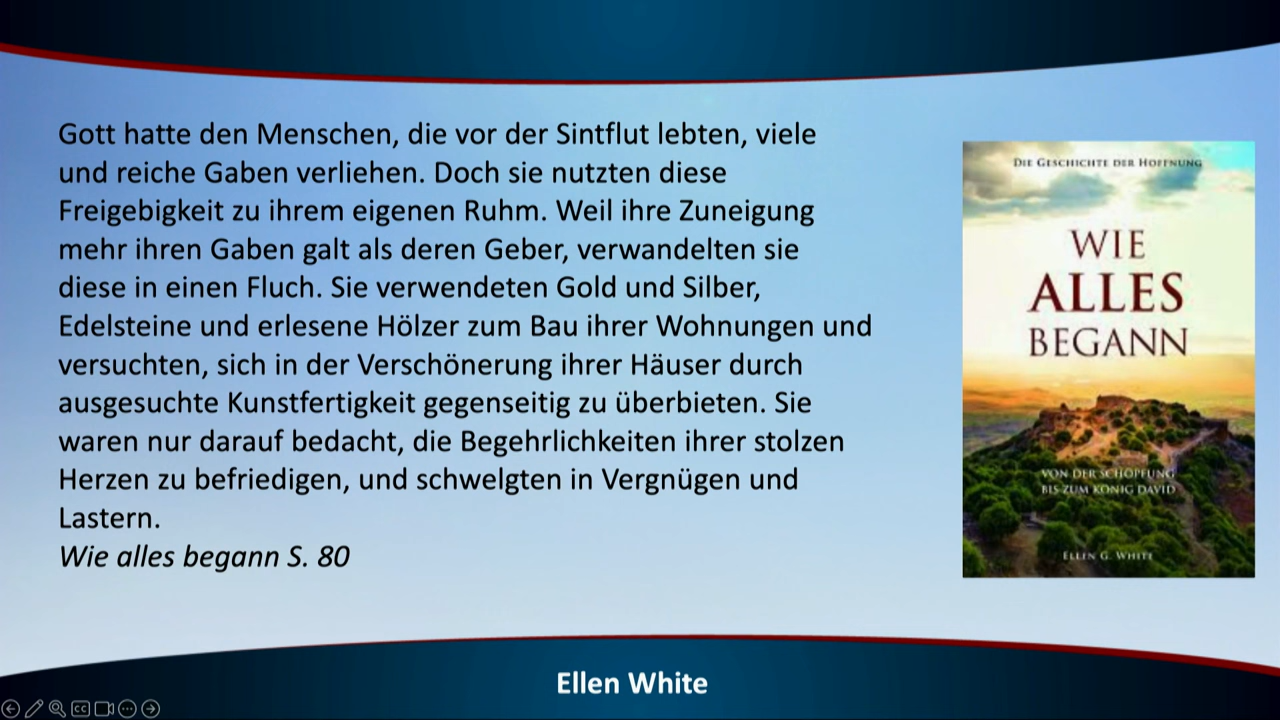 Gott hatte den Menschen, die vor der Sintflut lebten, viele
und reiche Gaben verliehen. Doch sie nutzten diese
Freigebigkeit zu ihrem eigenen Ruhm. Weil ihre Zuneigung
mehr ihren Gaben galt als deren Geber, verwandelten sie
diese in einen Fluch. Sie verwendeten Gold und Silber,
Edelsteine und erlesene Hölzer zum Bau ihrer Wohnungen und
versuchten, sich in der Verschönerung ihrer Häuser durch
ausgesuchte Kunstfertigkeit gegenseitig zu überbieten. Sie
waren nur darauf bedacht, die Begehrlichkeiten ihrer stolzen
Herzen zu befriedigen, und schwelgten in Vergnügen und
Lastern.
Wie alles begann S. 80
DIE GESCHICHTE DER HOFFNUNG
WIE
ALLES
BEGANN
VON DER SCHÖPFUNG
BIS ZUM KÖNIG DAVID
ELLEN G. WHITE
Ellen White
CC